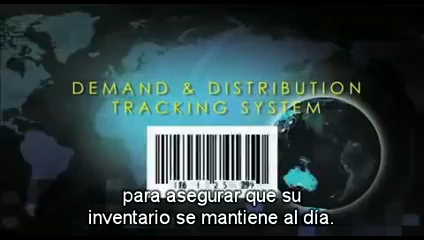 DEMAND & DISTRIBUTION
TRACKING SYSTEM
para asegurar que su
inventario se mantiene al día.